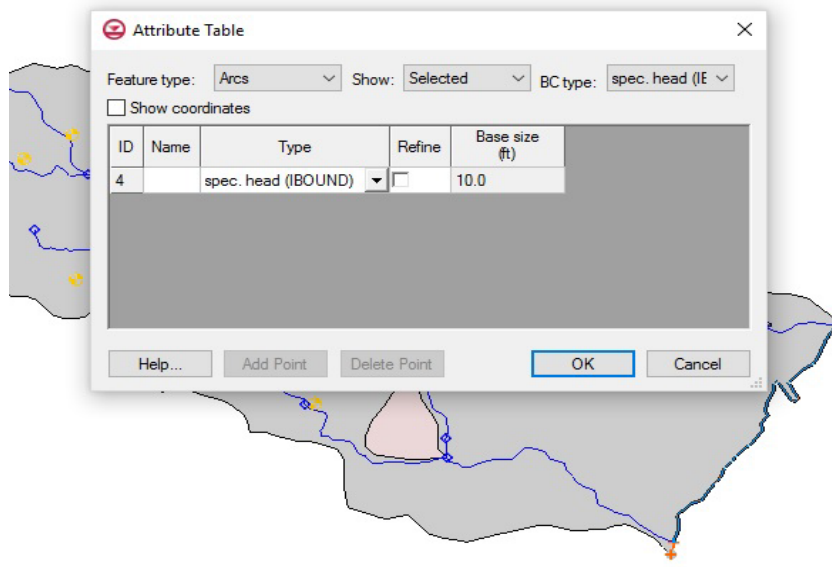 Attribute Table
Feature type: Arcs Show: Selected BC type: spec. head (IE
Show coordinates
ID Name Type Refine Base size (ft)
4 spec. head (IBOUND) 10.0
Help... Add Point Delete Point OK Cancel